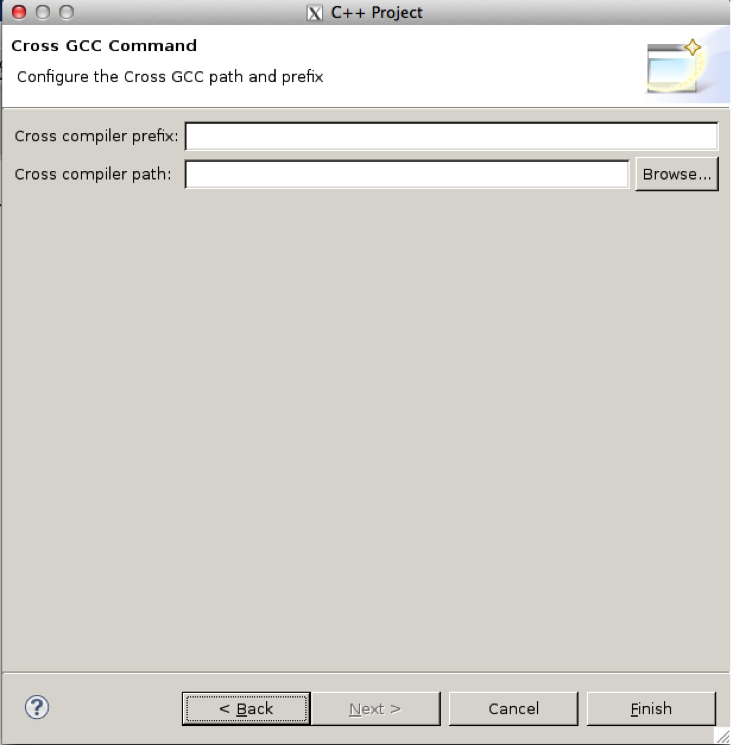 X C++ Project
Cross GCC Command
Configure the Cross GCC path and prefix
Cross compiler prefix:
Cross compiler path: Browse...
? < Back Next > Cancel Finish